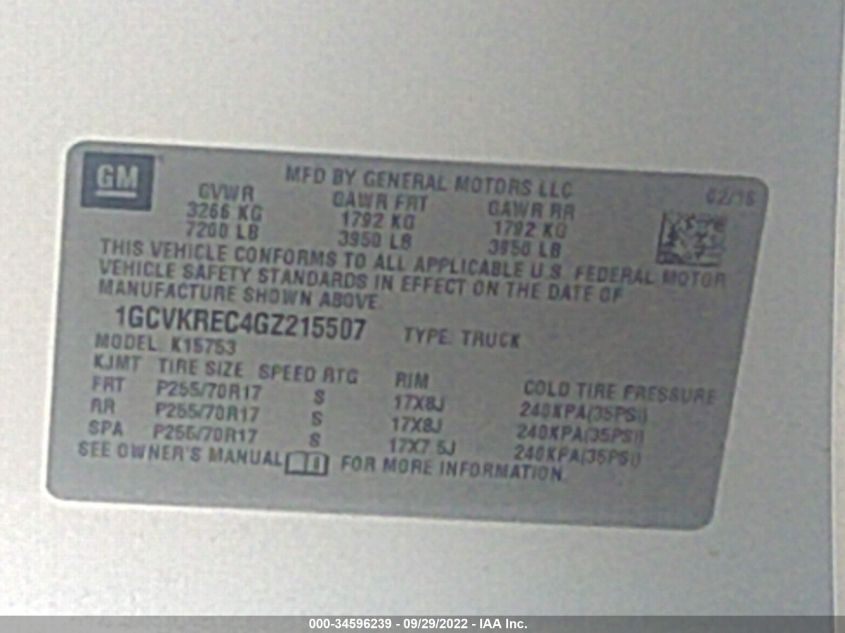 GM
MFD BY GENERAL MOTORS LLC
02/16
GVWR GAWR FRT GAWR RR
3266 KG 1792 KG 1792 KG
7200 LB 3950 LB 3950 LB
THIS VEHICLE CONFORMS TO ALL APPLICABLE U.S. FEDERAL MOTOR
VEHICLE SAFETY STANDARDS IN EFFECT ON THE DATE OF
MANUFACTURE SHOWN ABOVE.
1GCVKREC4GZ215507 TYPE: TRUCK
MODEL: K15753
KJMT TIRE SIZE SPEED RTG RIM COLD TIRE PRESSURE
FRT P255/70R17 S 17X8J 240KPA(35PSI)
RR P255/70R17 S 17X8J 240KPA(35PSI)
SPA P255/70R17 S 17X7.5J 240KPA(35PSI)
SEE OWNER'S MANUAL FOR MORE INFORMATION.
000-34596239 - 09/29/2022 - IAA Inc.